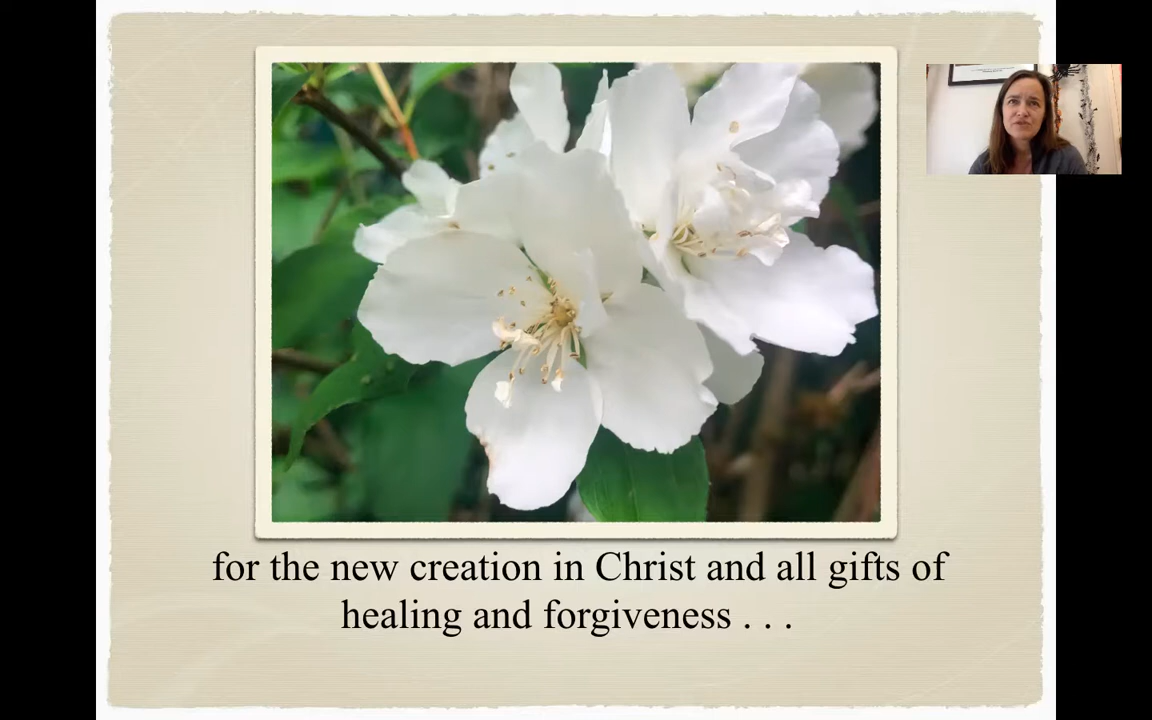 for the new creation in Christ and all gifts of
healing and forgiveness . . .